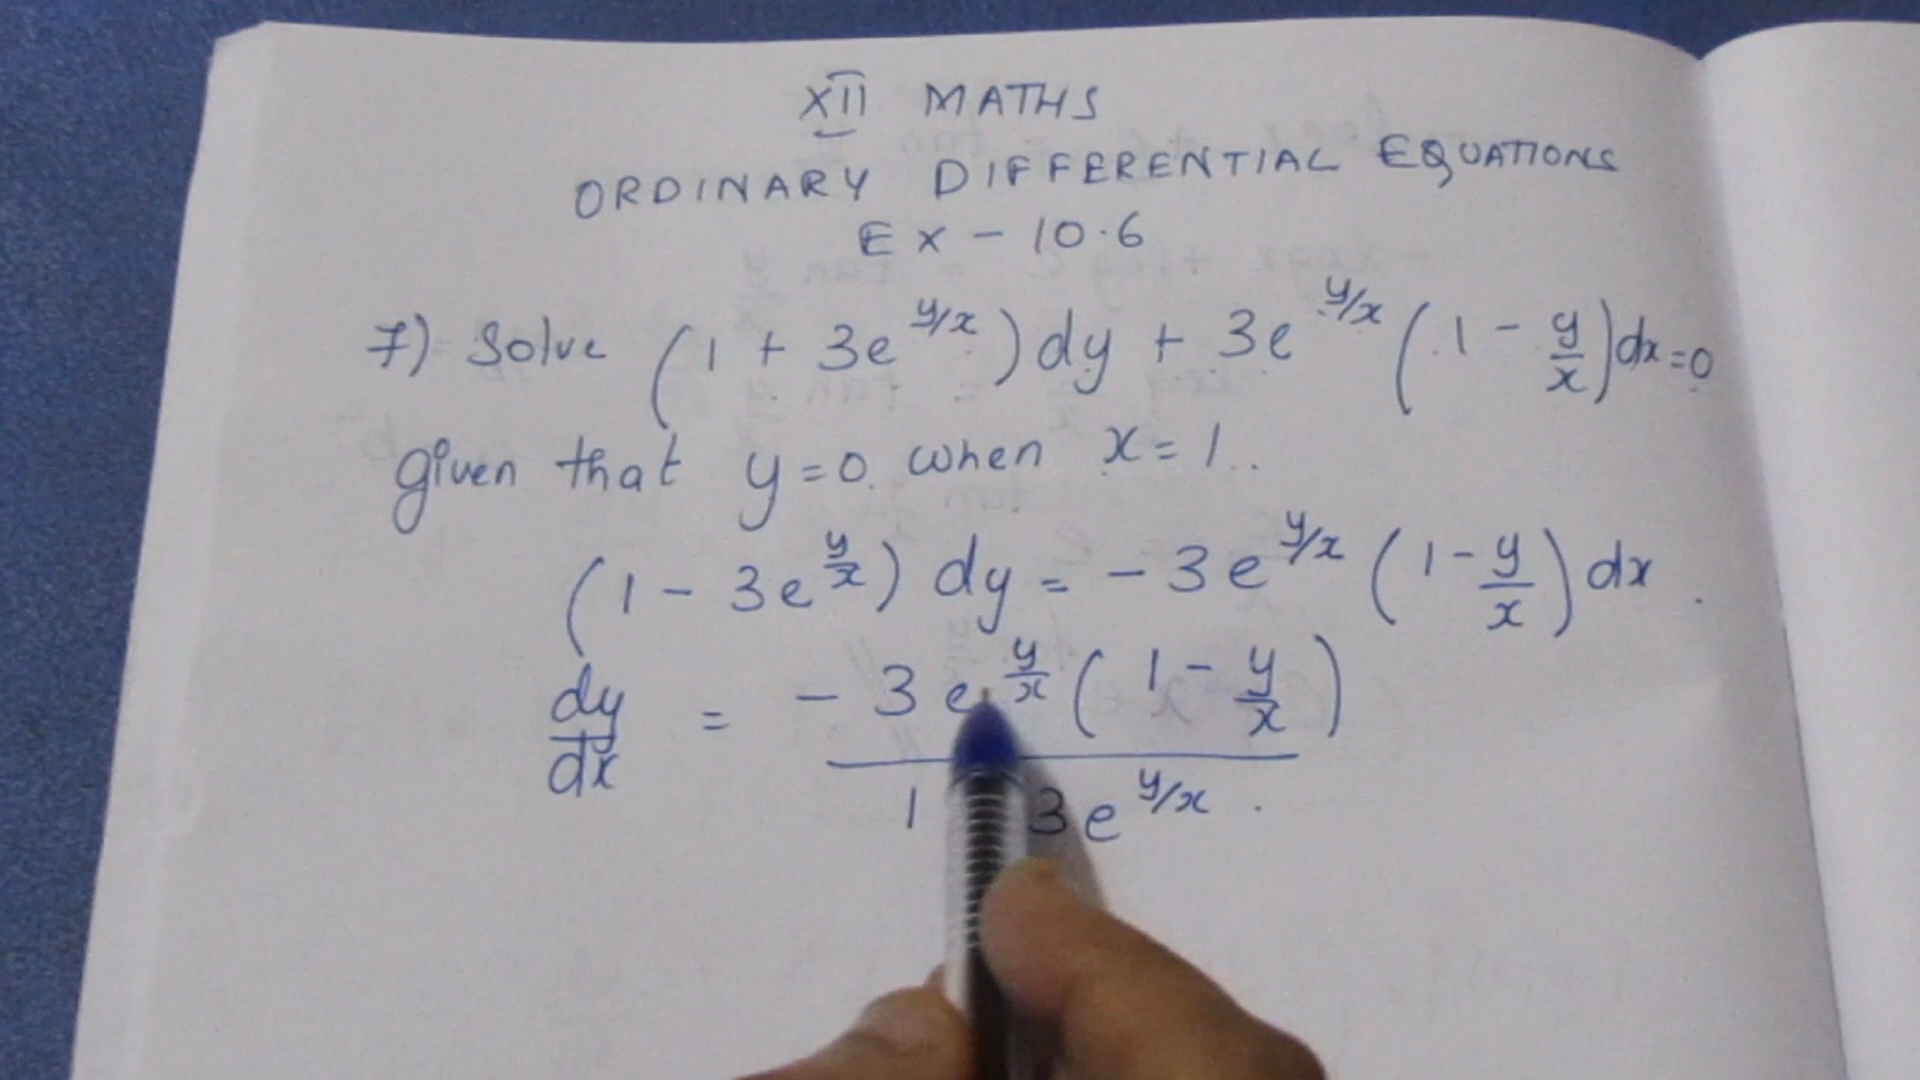 XII MATHS
ORDINARY DIFFERENTIAL EQUATIONS
EX - 10.6
7) Solve (1 + 3e^{y/x}) dy + 3e^{y/x} (1 - y/x) dx = 0
given that y = 0 when x = 1.
(1 - 3e^{y/x}) dy = - 3e^{y/x} (1 - y/x) dx
dy/dx = - 3e^{y/x} (1 - y/x) / 1 3e^{y/x}